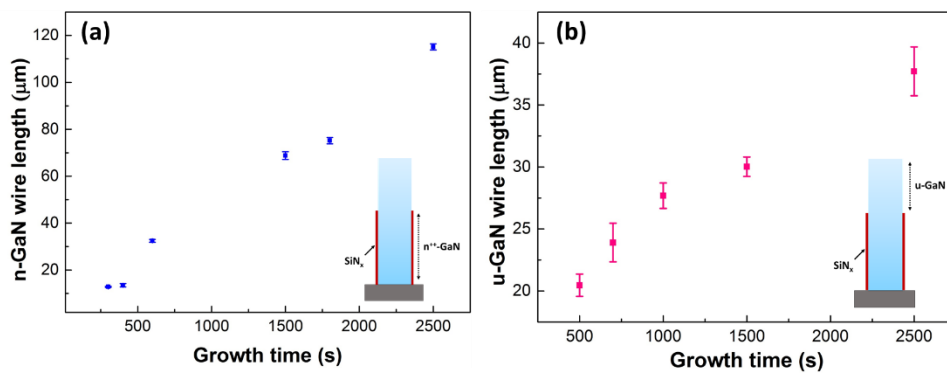 (a)
n-GaN wire length (μm)
120
100
80
60
40
20
500
1000
1500
2000
2500
Growth time (s)
SiNₓ
n⁺⁺-GaN
(b)
u-GaN wire length (μm)
40
35
30
25
20
500
1000
1500
2000
2500
Growth time (s)
u-GaN
SiNₓ